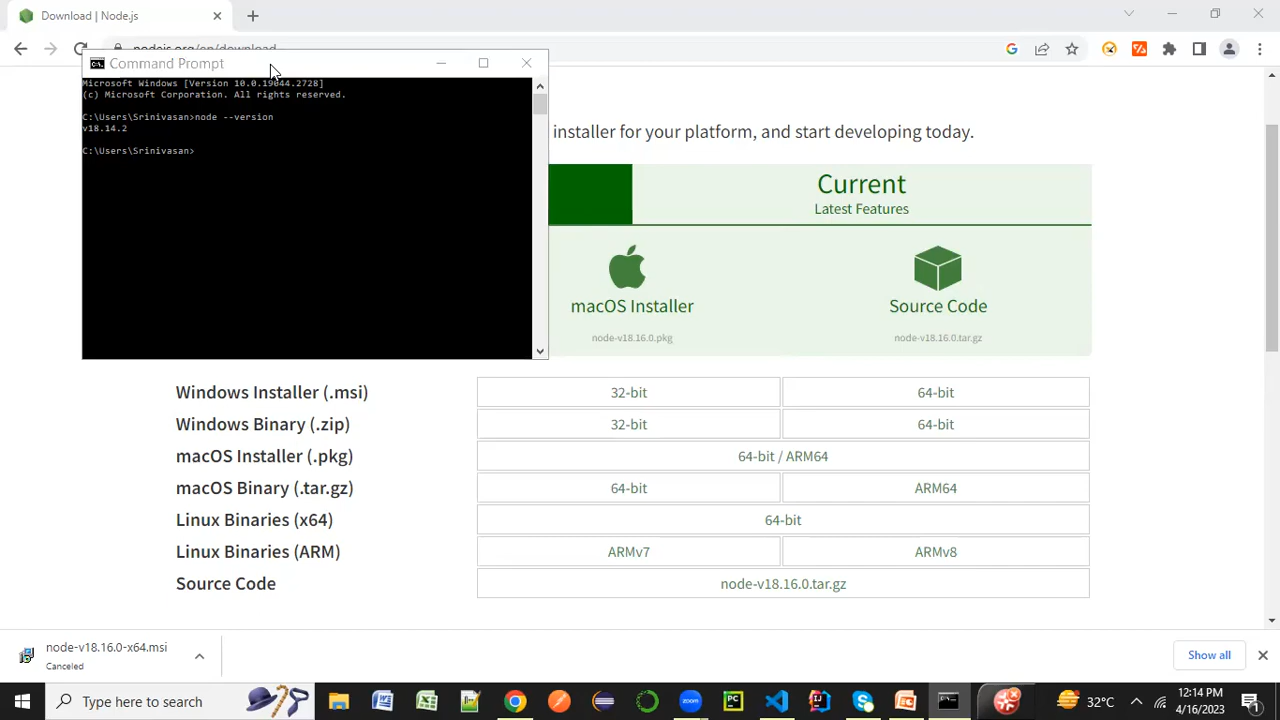 Download | Node.js
nodejs.org/en/download
Command Prompt
Microsoft Windows [Version 10.0.19044.2728]
(c) Microsoft Corporation. All rights reserved.
C:\Users\Srinivasan>node --version
v18.14.2
C:\Users\Srinivasan>
installer for your platform, and start developing today.
Current
Latest Features
macOS Installer
node-v18.16.0.pkg
Source Code
node-v18.16.0.tar.gz
Windows Installer (.msi) 32-bit 64-bit
Windows Binary (.zip) 32-bit 64-bit
macOS Installer (.pkg) 64-bit / ARM64
macOS Binary (.tar.gz) 64-bit ARM64
Linux Binaries (x64) 64-bit
Linux Binaries (ARM) ARMv7 ARMv8
Source Code node-v18.16.0.tar.gz
node-v18.16.0-x64.msi
Canceled
Show all
Type here to search
32°C
12:14 PM
4/16/2023